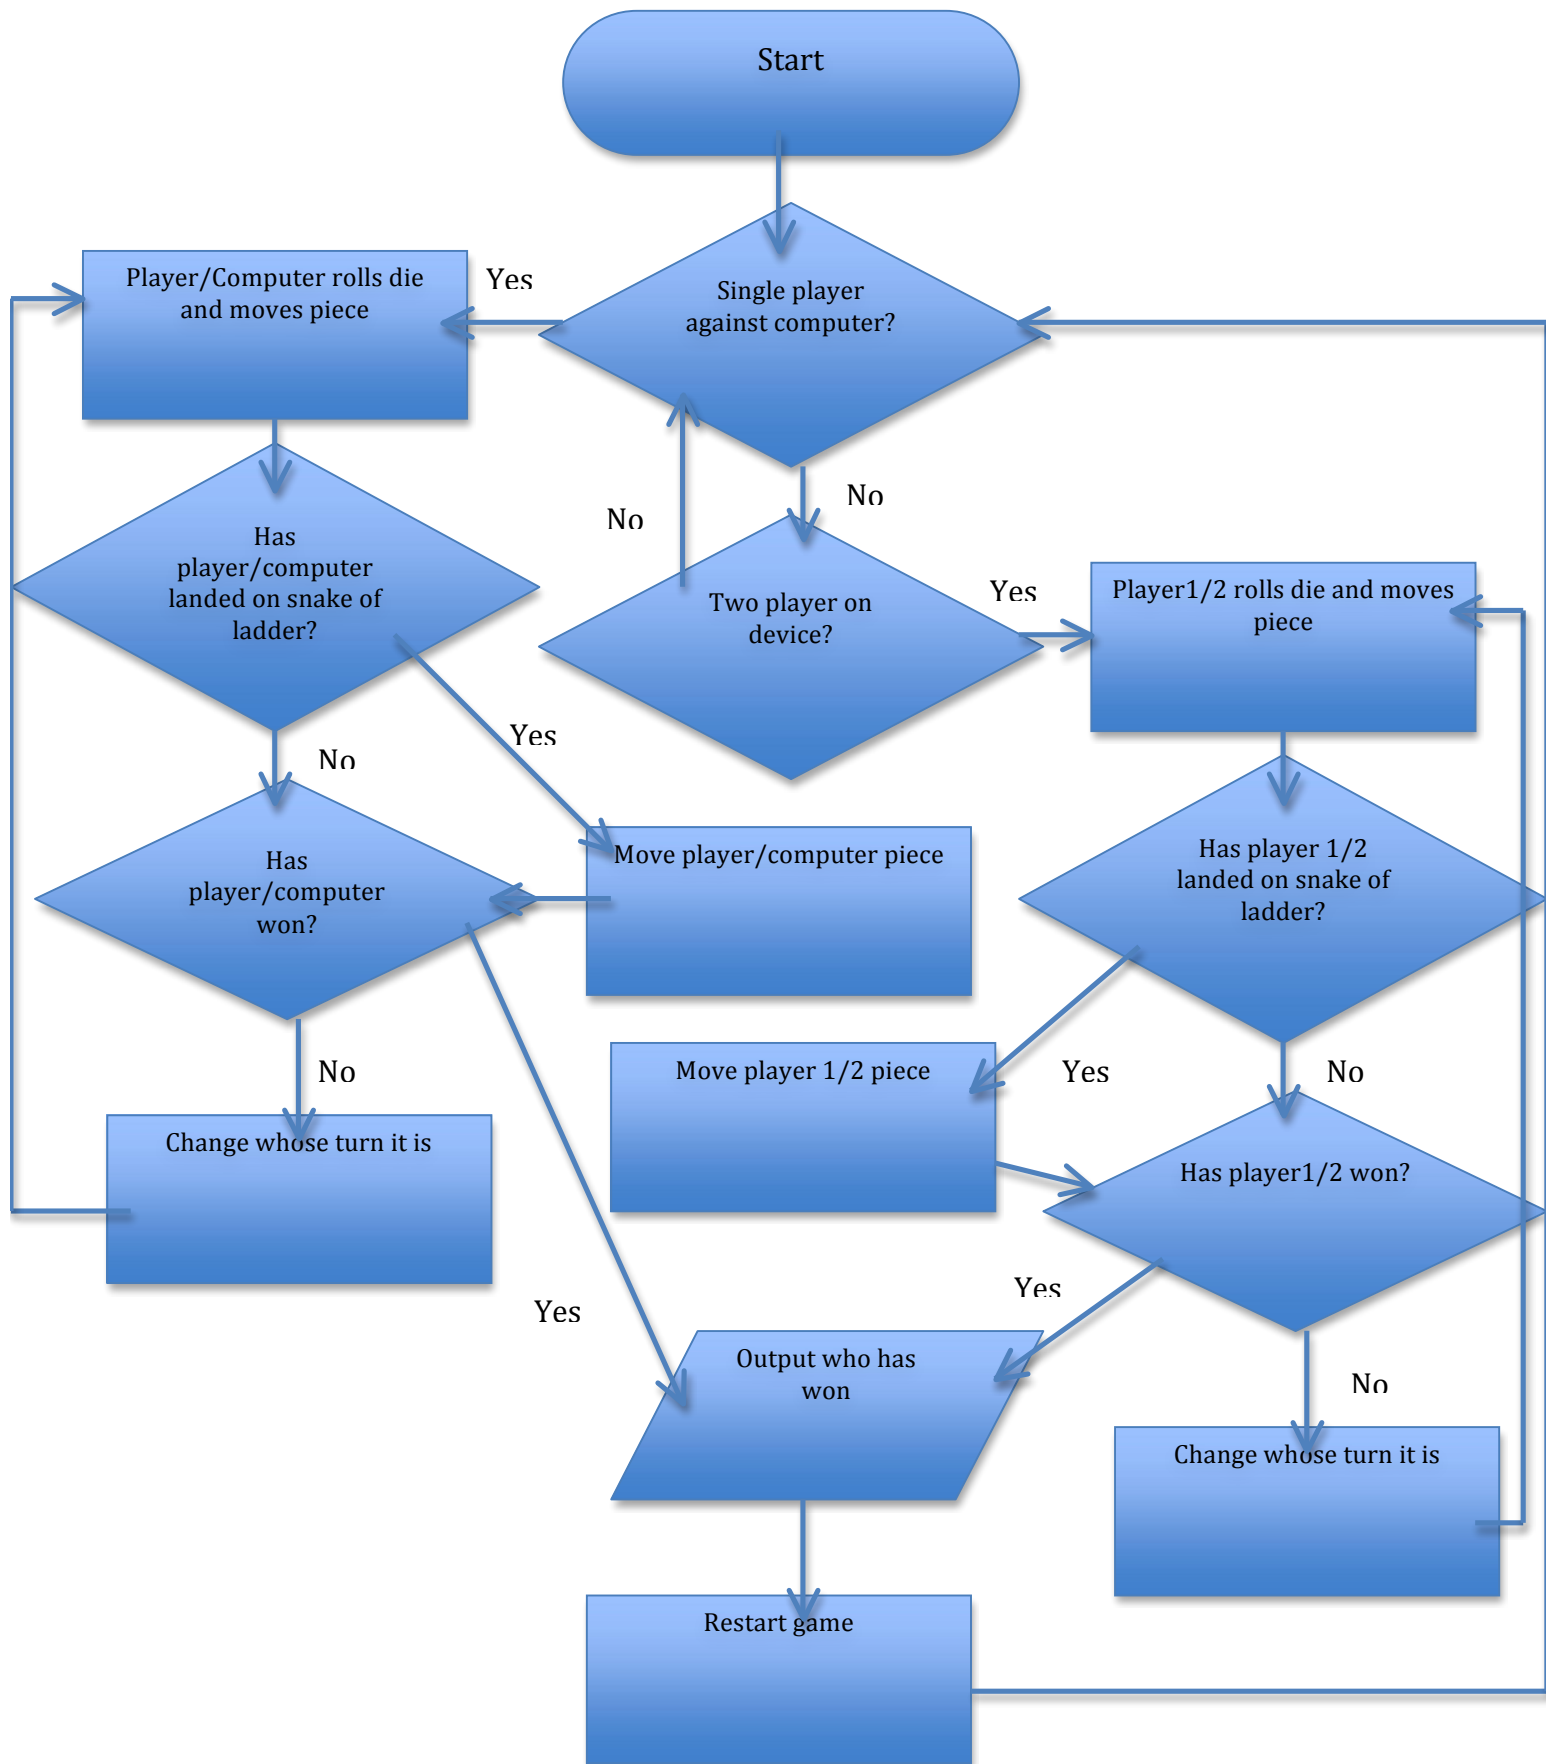 Start
Single player
against computer?
Yes
Player/Computer rolls die
and moves piece
No
No
Has
player/computer
landed on snake of
ladder?
Two player on
device?
Yes
Player1/2 rolls die and moves
piece
Yes
No
Has
player/computer
won?
Move player/computer piece
Has player 1/2
landed on snake of
ladder?
No
Move player 1/2 piece
Yes
No
Change whose turn it is
Has player1/2 won?
Yes
Yes
Output who has
won
No
Change whose turn it is
Restart game